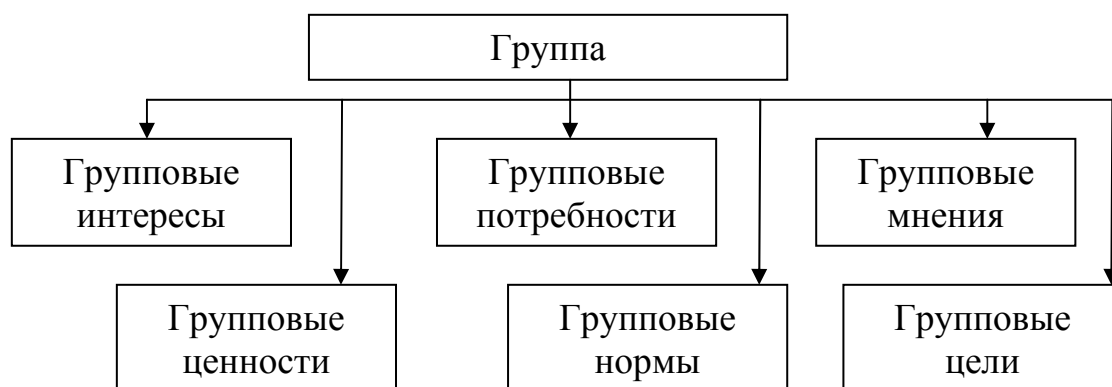 Группа
Групповые
интересы
Групповые
потребности
Групповые
мнения
Групповые
ценности
Групповые
нормы
Групповые
цели